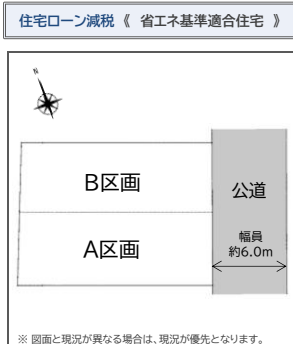 住宅ローン減税 《 省エネ基準適合住宅 》
N
B区画
公道
A区画
幅員
約6.0m
※ 図面と現況が異なる場合は、現況が優先となります。